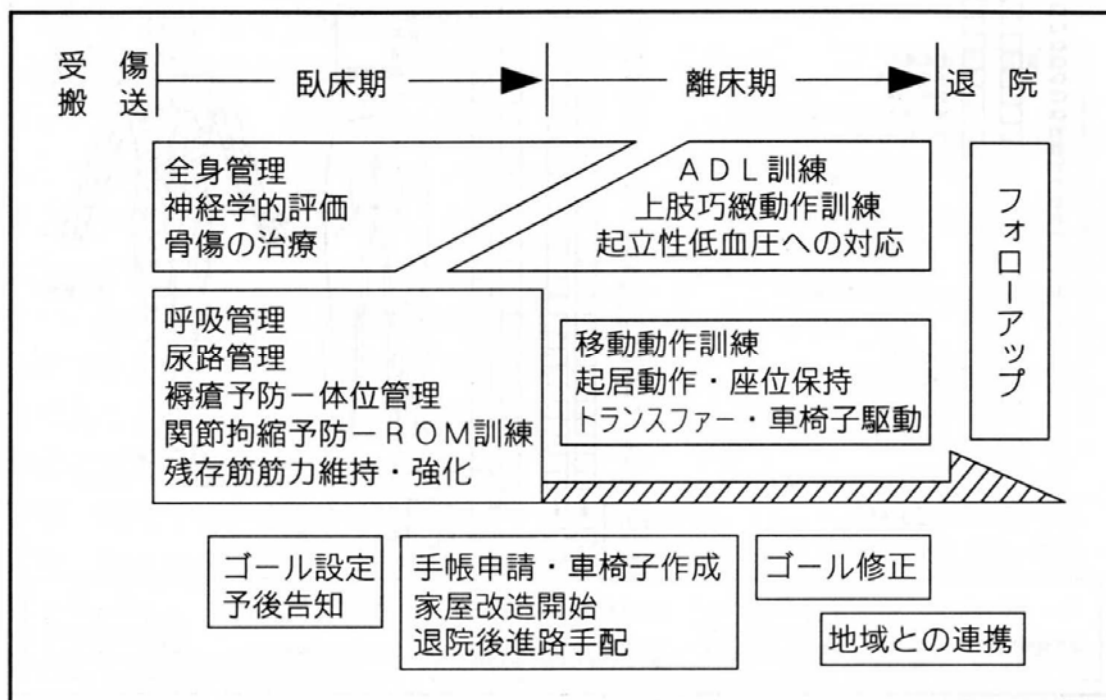 受 傷
搬 送
臥床期
離床期
退 院
全身管理
神経学的評価
骨傷の治療
ADL訓練
上肢巧緻動作訓練
起立性低血圧への対応
フォローアップ
呼吸管理
尿路管理
褥瘡予防－体位管理
関節拘縮予防－ROM訓練
残存筋筋力維持・強化
移動動作訓練
起居動作・座位保持
トランスファー・車椅子駆動
ゴール設定
予後告知
手帳申請・車椅子作成
家屋改造開始
退院後進路手配
ゴール修正
地域との連携